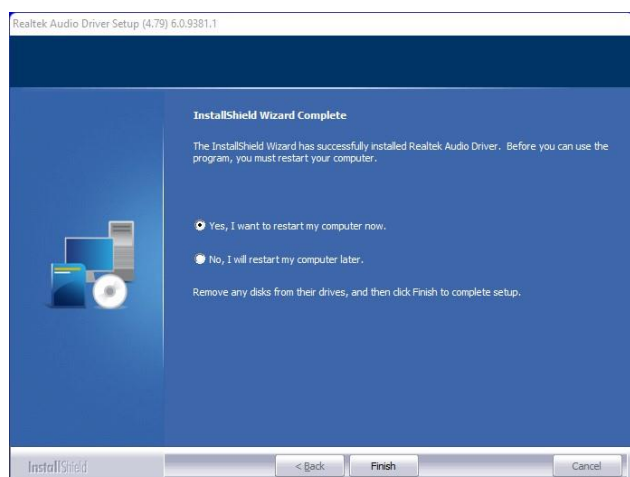 Realtek Audio Driver Setup (4.79) 6.0.9381.1
InstallShield Wizard Complete
The InstallShield Wizard has successfully installed Realtek Audio Driver. Before you can use the
program, you must restart your computer.
Yes, I want to restart my computer now.
No, I will restart my computer later.
Remove any disks from their drives, and then click Finish to complete setup.
InstallShield
< Back
Finish
Cancel